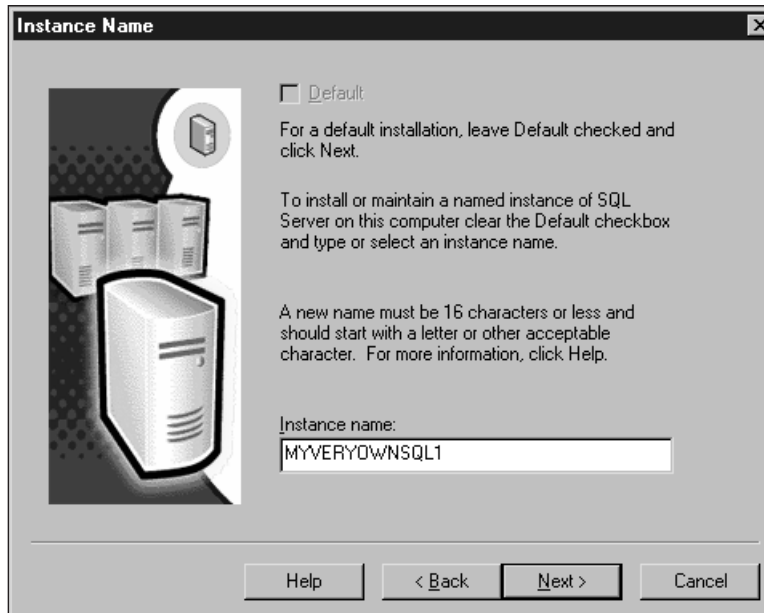 Instance Name
Default
For a default installation, leave Default checked and
click Next.
To install or maintain a named instance of SQL
Server on this computer clear the Default checkbox
and type or select an instance name.
A new name must be 16 characters or less and
should start with a letter or other acceptable
character.  For more information, click Help.
Instance name:
MYVERYOWNSQL1
Help
< Back
Next >
Cancel